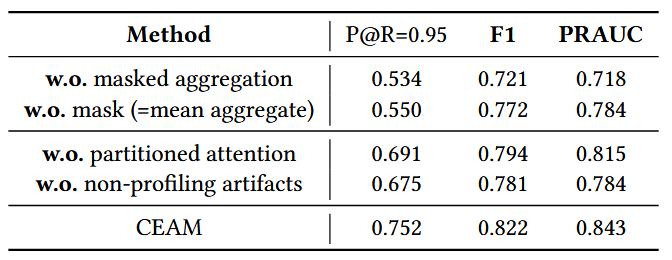 Method P@R=0.95 F1 PRAUC
w.o. masked aggregation 0.534 0.721 0.718
w.o. mask (=mean aggregate) 0.550 0.772 0.784
w.o. partitioned attention 0.691 0.794 0.815
w.o. non-profiling artifacts 0.675 0.781 0.784
CEAM 0.752 0.822 0.843